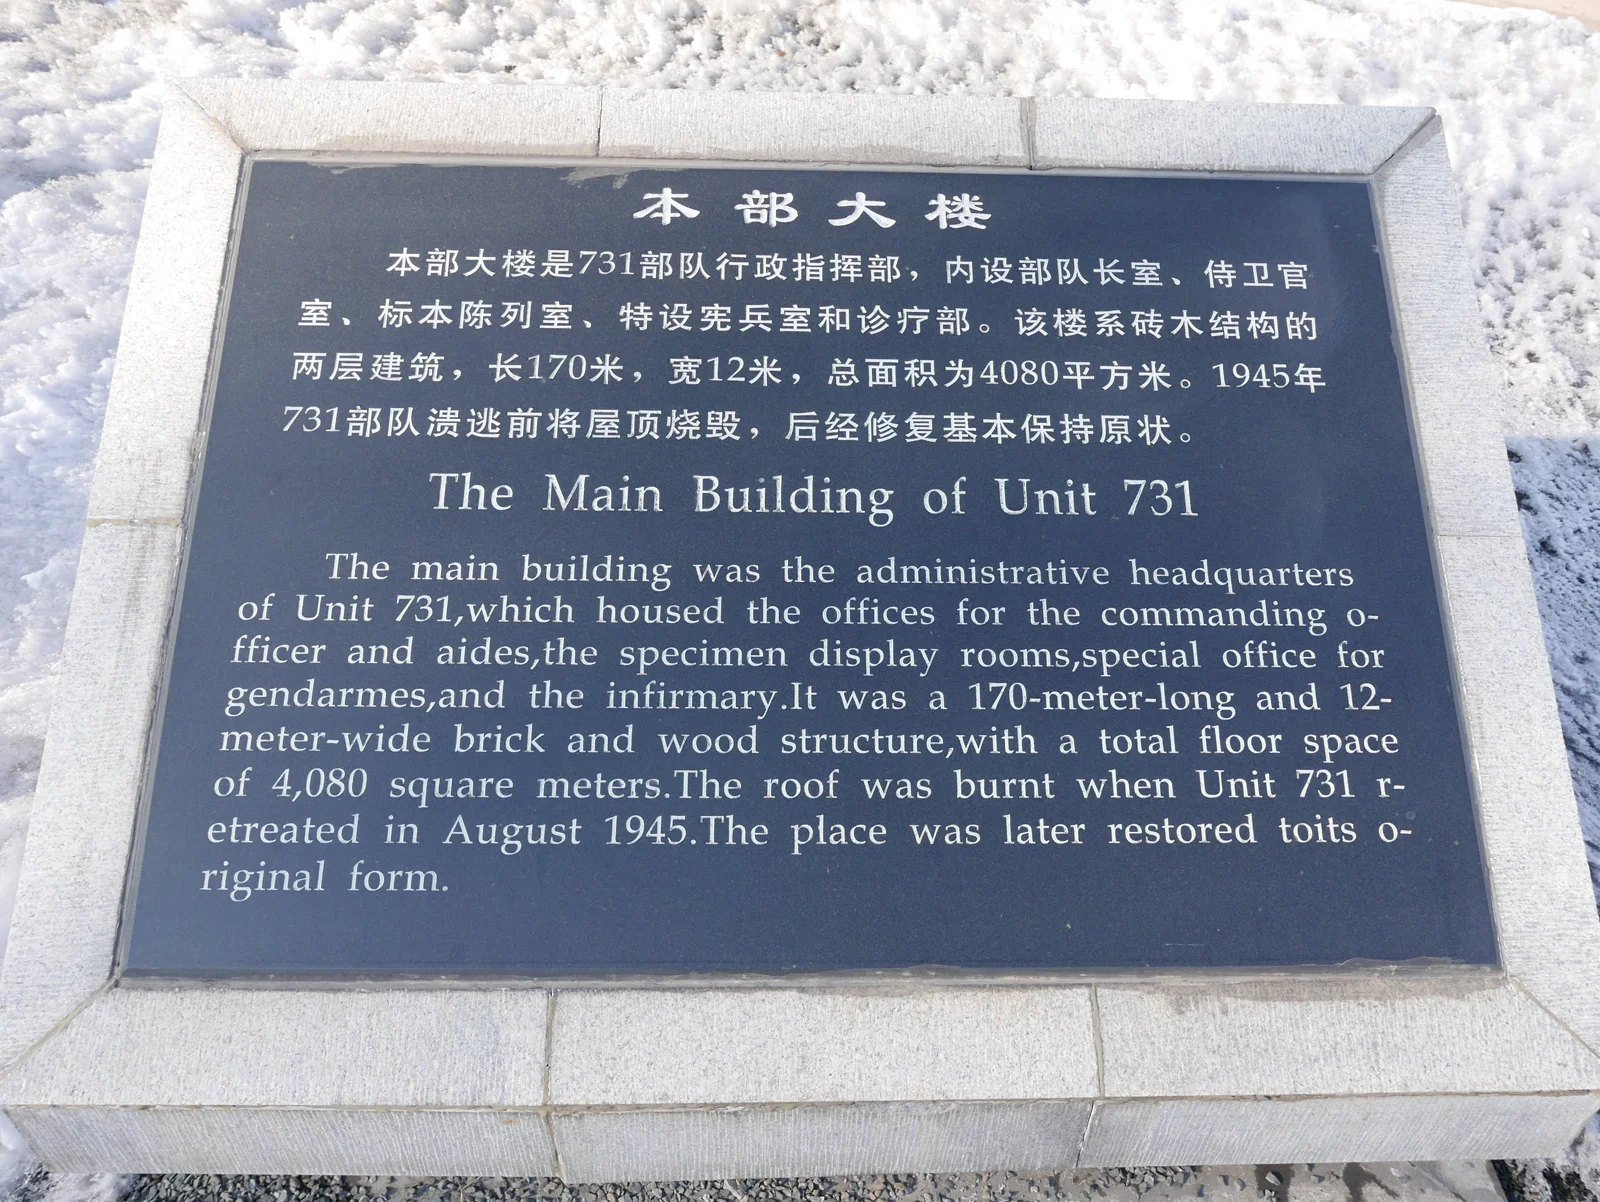 本部大楼
本部大楼是731部队行政指挥部，内设部队长室、侍卫官
室、标本陈列室、特设宪兵室和诊疗部。该楼系砖木结构的
两层建筑，长170米，宽12米，总面积为4080平方米。1945年
731部队溃逃前将屋顶烧毁，后经修复基本保持原状。
The Main Building of Unit 731
The main building was the administrative headquarters
of Unit 731,which housed the offices for the commanding o-
fficer and aides,the specimen display rooms,special office for
gendarmes,and the infirmary.It was a 170-meter-long and 12-
meter-wide brick and wood structure,with a total floor space
of 4,080 square meters.The roof was burnt when Unit 731 r-
etreated in August 1945.The place was later restored toits o-
riginal form.